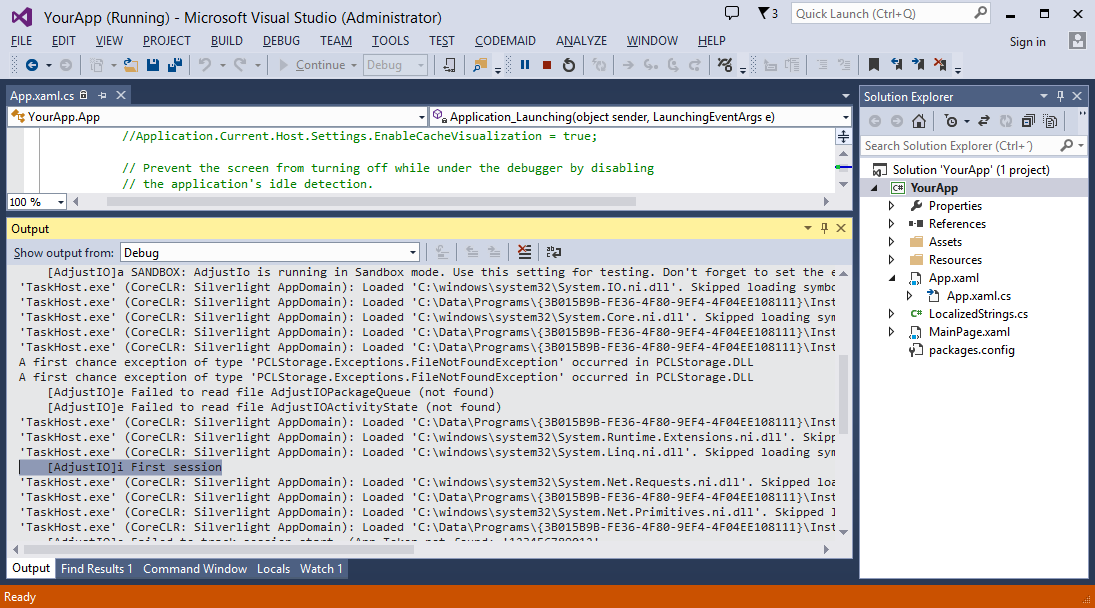 YourApp (Running) - Microsoft Visual Studio (Administrator)
3
Quick Launch (Ctrl+Q)
FILE EDIT VIEW PROJECT BUILD DEBUG TEAM TOOLS TEST CODEMAID ANALYZE WINDOW HELP
Sign in
Continue
Debug
App.xaml.cs
YourApp.App
Application_Launching(object sender, LaunchingEventArgs e)
//Application.Current.Host.Settings.EnableCacheVisualization = true;
// Prevent the screen from turning off while under the debugger by disabling
// the application's idle detection.
100 %
Output
Show output from: Debug
[AdjustIO]a SANDBOX: AdjustIo is running in Sandbox mode. Use this setting for testing. Don't forget to set the e
'TaskHost.exe' (CoreCLR: Silverlight AppDomain): Loaded 'C:\windows\system32\System.IO.ni.dll'. Skipped loading symbo
'TaskHost.exe' (CoreCLR: Silverlight AppDomain): Loaded 'C:\Data\Programs\{3B015B9B-FE36-4F80-9EF4-4F04EE108111}\Inst
'TaskHost.exe' (CoreCLR: Silverlight AppDomain): Loaded 'C:\windows\system32\System.Core.ni.dll'. Skipped loading sym
'TaskHost.exe' (CoreCLR: Silverlight AppDomain): Loaded 'C:\Data\Programs\{3B015B9B-FE36-4F80-9EF4-4F04EE108111}\Inst
'TaskHost.exe' (CoreCLR: Silverlight AppDomain): Loaded 'C:\Data\Programs\{3B015B9B-FE36-4F80-9EF4-4F04EE108111}\Inst
A first chance exception of type 'PCLStorage.Exceptions.FileNotFoundException' occurred in PCLStorage.DLL
A first chance exception of type 'PCLStorage.Exceptions.FileNotFoundException' occurred in PCLStorage.DLL
[AdjustIO]e Failed to read file AdjustIOPackageQueue (not found)
[AdjustIO]e Failed to read file AdjustIOActivityState (not found)
'TaskHost.exe' (CoreCLR: Silverlight AppDomain): Loaded 'C:\Data\Programs\{3B015B9B-FE36-4F80-9EF4-4F04EE108111}\Inst
'TaskHost.exe' (CoreCLR: Silverlight AppDomain): Loaded 'C:\windows\system32\System.Runtime.Extensions.ni.dll'. Skipp
'TaskHost.exe' (CoreCLR: Silverlight AppDomain): Loaded 'C:\windows\system32\System.Linq.ni.dll'. Skipped loading sym
[AdjustIO]i First session
'TaskHost.exe' (CoreCLR: Silverlight AppDomain): Loaded 'C:\windows\system32\System.Net.Requests.ni.dll'. Skipped loa
'TaskHost.exe' (CoreCLR: Silverlight AppDomain): Loaded 'C:\Data\Programs\{3B015B9B-FE36-4F80-9EF4-4F04EE108111}\Inst
'TaskHost.exe' (CoreCLR: Silverlight AppDomain): Loaded 'C:\windows\system32\System.Net.Primitives.ni.dll'. Skipped l
'TaskHost.exe' (CoreCLR: Silverlight AppDomain): Loaded 'C:\Data\Programs\{3B015B9B-FE36-4F80-9EF4-4F04EE108111}\Inst
[AdjustIO]e Failed to track session start. (App Token not found: '123456789012'
Output Find Results 1 Command Window Locals Watch 1
Solution Explorer
Search Solution Explorer (Ctrl+´)
Solution 'YourApp' (1 project)
YourApp
Properties
References
Assets
Resources
App.xaml
App.xaml.cs
LocalizedStrings.cs
MainPage.xaml
packages.config
Ready